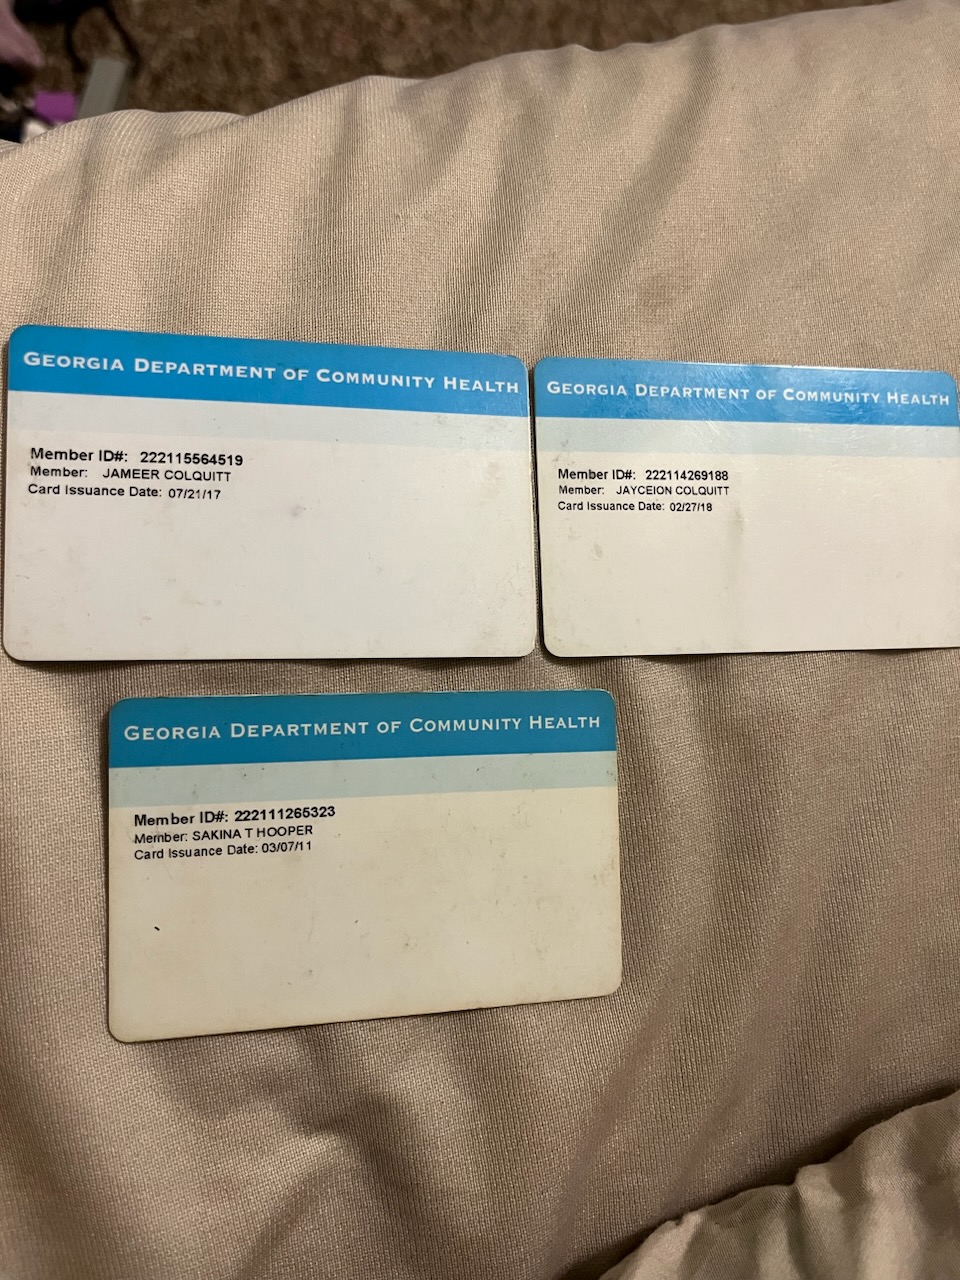 GEORGIA DEPARTMENT OF COMMUNITY HEALTH
Member ID#: 222115564519
Member: JAMEER COLQUITT
Card Issuance Date: 07/21/17
GEORGIA DEPARTMENT OF COMMUNITY HEALTH
Member ID#: 222114269188
Member: JAYCEION COLQUITT
Card Issuance Date: 02/27/18
GEORGIA DEPARTMENT OF COMMUNITY HEALTH
Member ID#: 222111265323
Member: SAKINA T HOOPER
Card Issuance Date: 03/07/11